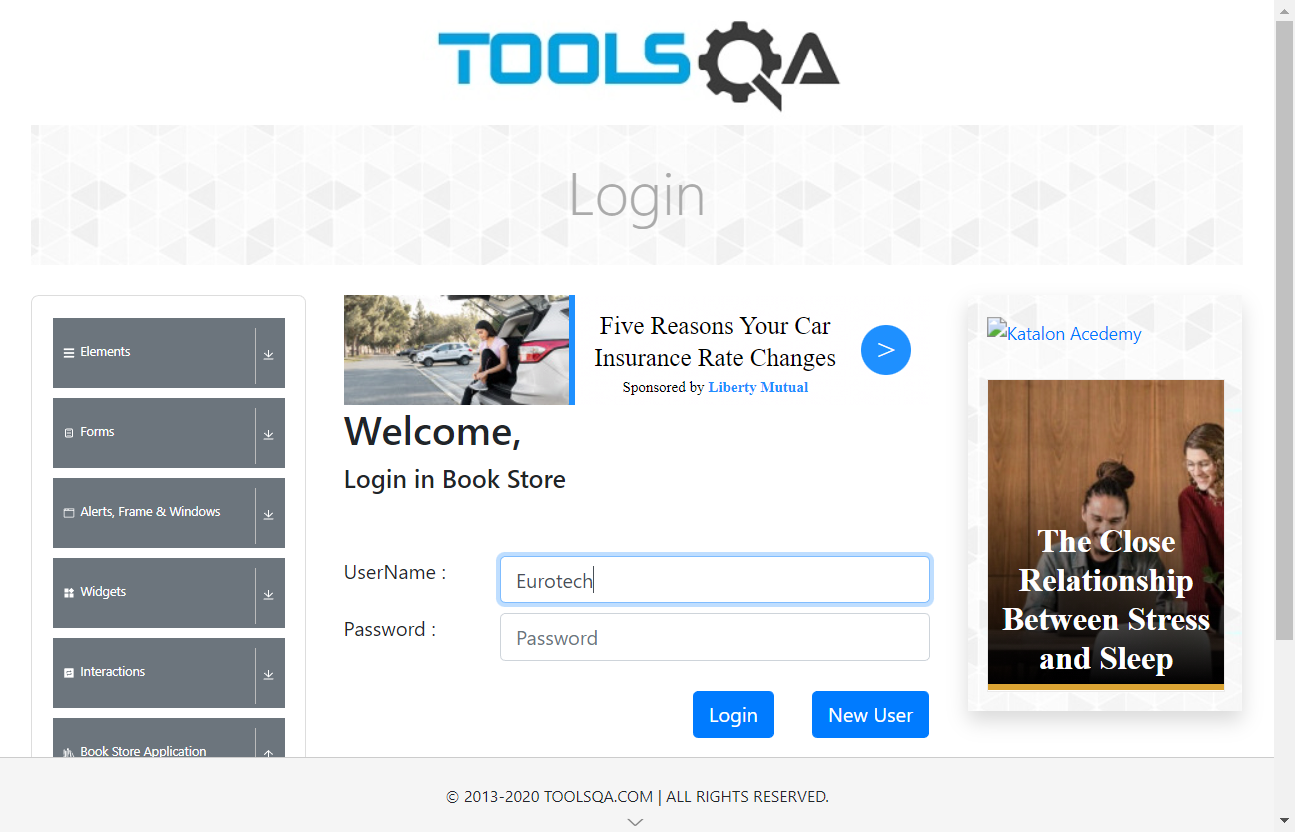 TOOLSQA
Login
Elements
Forms
Alerts, Frame & Windows
Widgets
Interactions
Book Store Application
Five Reasons Your Car
Insurance Rate Changes
Sponsored by Liberty Mutual
>
Welcome,
Login in Book Store
UserName :
Eurotech
Password :
Password
Login
New User
Katalon Acedemy
The Close
Relationship
Between Stress
and Sleep
© 2013-2020 TOOLSQA.COM | ALL RIGHTS RESERVED.